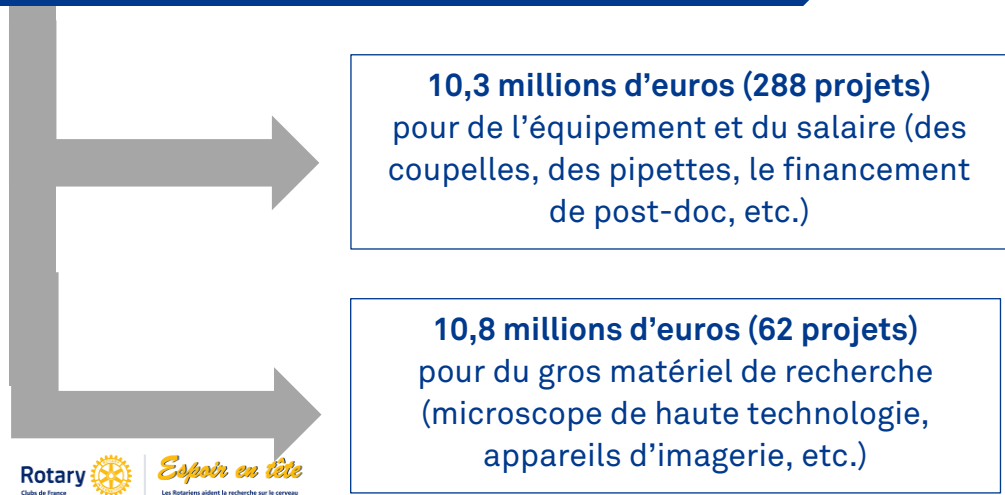 10,3 millions d’euros (288 projets)
pour de l’équipement et du salaire (des
coupelles, des pipettes, le financement
de post-doc, etc.)
10,8 millions d’euros (62 projets)
pour du gros matériel de recherche
(microscope de haute technologie,
appareils d’imagerie, etc.)
Rotary
Clubs de France
Espoir en tête
Les Rotariens aident la recherche sur le cerveau